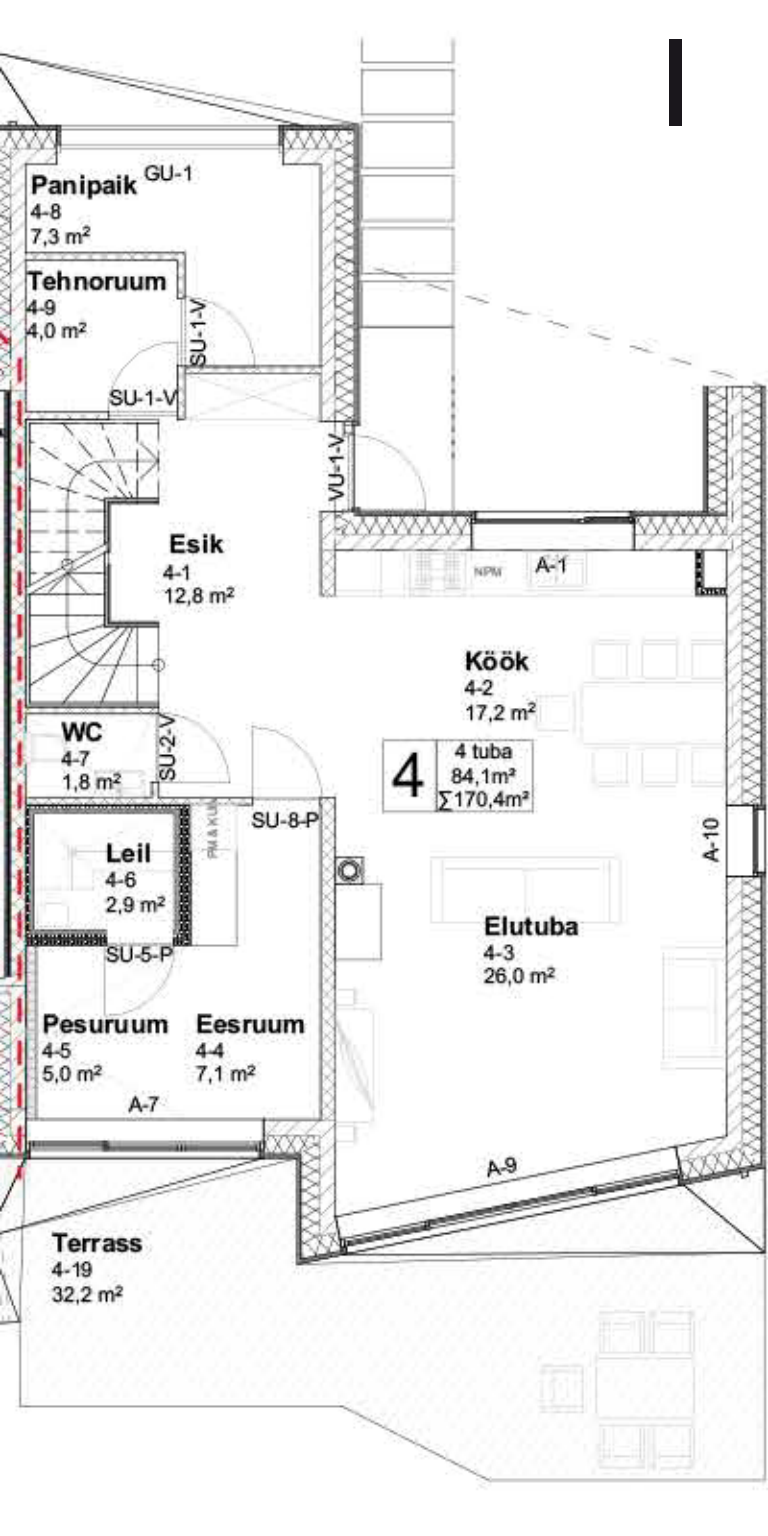 I
Panipaik
GU-1
4-8
7,3 m²
Tehnoruum
4-9
4,0 m²
SU-1-V
SU-1-V
VU-1-V
Esik
4-1
12,8 m²
NPM
A-1
Köök
4-2
17,2 m²
WC
4-7
1,8 m²
SU-2-V
4
4 tuba
84,1m²
∑170,4m²
SU-8-P
PM & KUIV
A-10
Leil
4-6
2,9 m²
SU-5-P
Elutuba
4-3
26,0 m²
Pesuruum
4-5
5,0 m²
Eesruum
4-4
7,1 m²
A-7
A-9
Terrass
4-19
32,2 m²